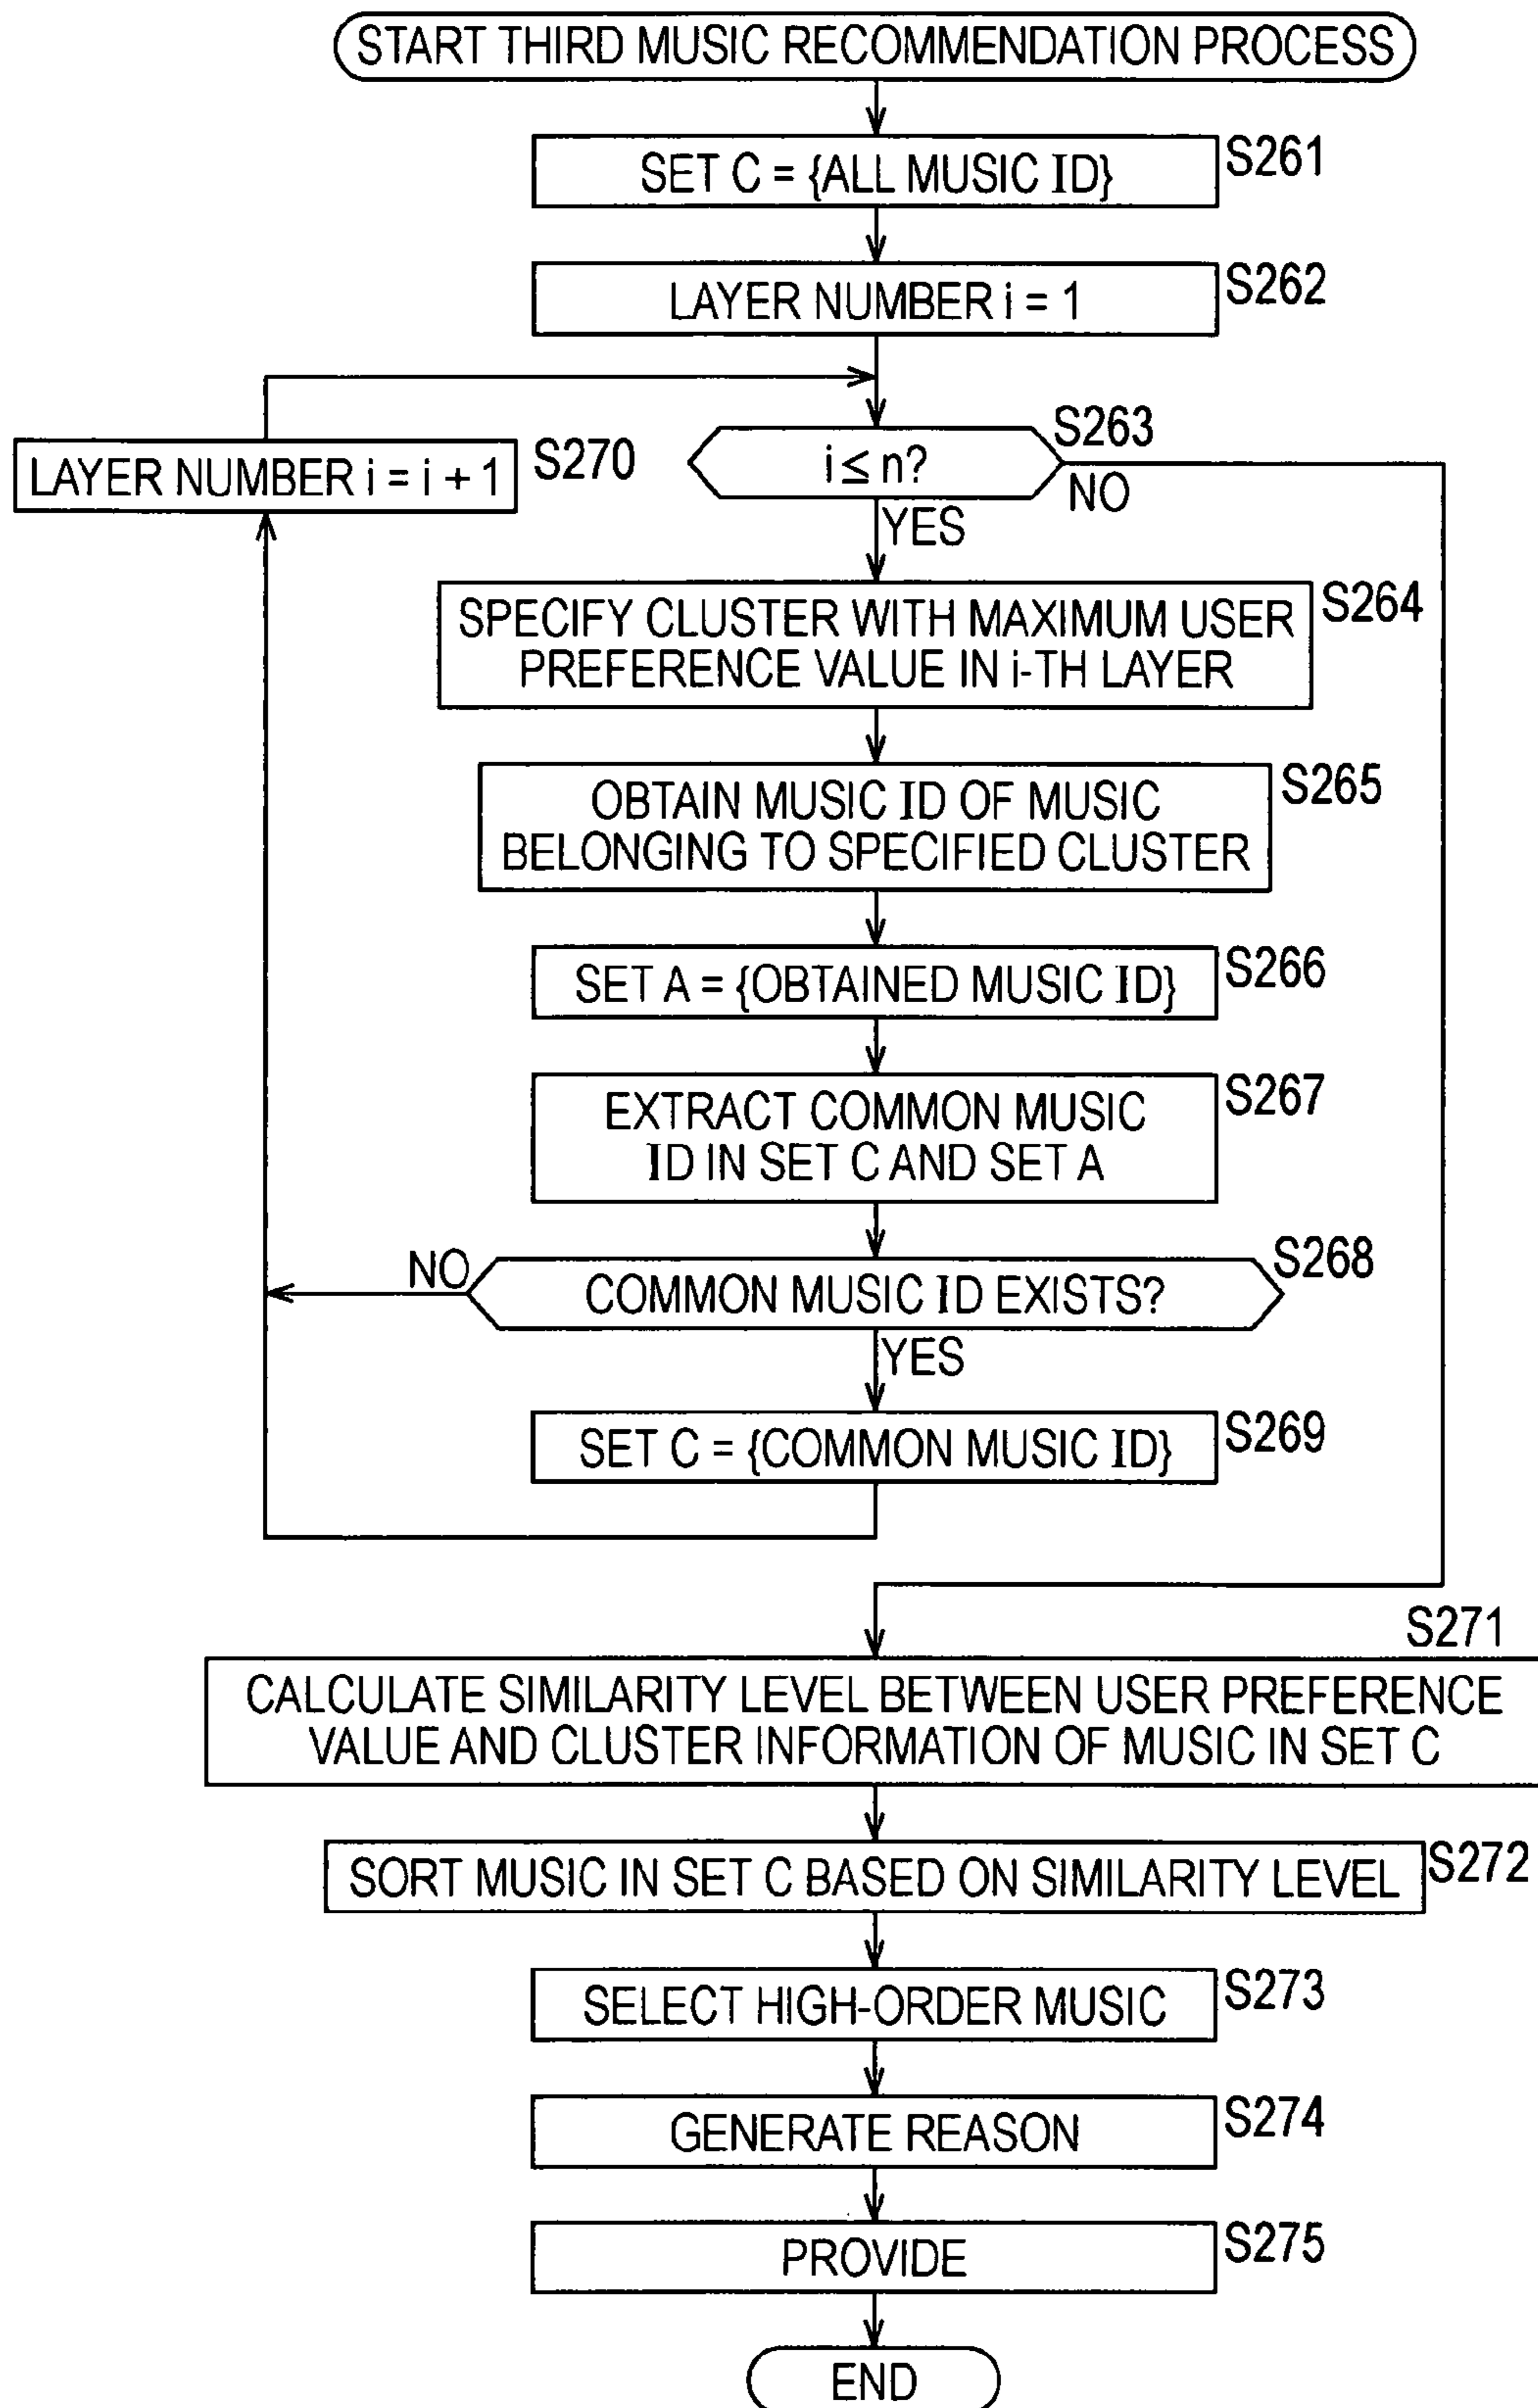 START THIRD MUSIC RECOMMENDATION PROCESS
SET C = {ALL MUSIC ID}
S261
LAYER NUMBER i = 1
S262
LAYER NUMBER i = i + 1
S270
i ≤ n?
S263
NO
YES
SPECIFY CLUSTER WITH MAXIMUM USER
PREFERENCE VALUE IN i-TH LAYER
S264
OBTAIN MUSIC ID OF MUSIC
BELONGING TO SPECIFIED CLUSTER
S265
SET A = {OBTAINED MUSIC ID}
S266
EXTRACT COMMON MUSIC
ID IN SET C AND SET A
S267
NO
COMMON MUSIC ID EXISTS?
S268
YES
SET C = {COMMON MUSIC ID}
S269
S271
CALCULATE SIMILARITY LEVEL BETWEEN USER PREFERENCE
VALUE AND CLUSTER INFORMATION OF MUSIC IN SET C
SORT MUSIC IN SET C BASED ON SIMILARITY LEVEL
S272
SELECT HIGH-ORDER MUSIC
S273
GENERATE REASON
S274
PROVIDE
S275
END